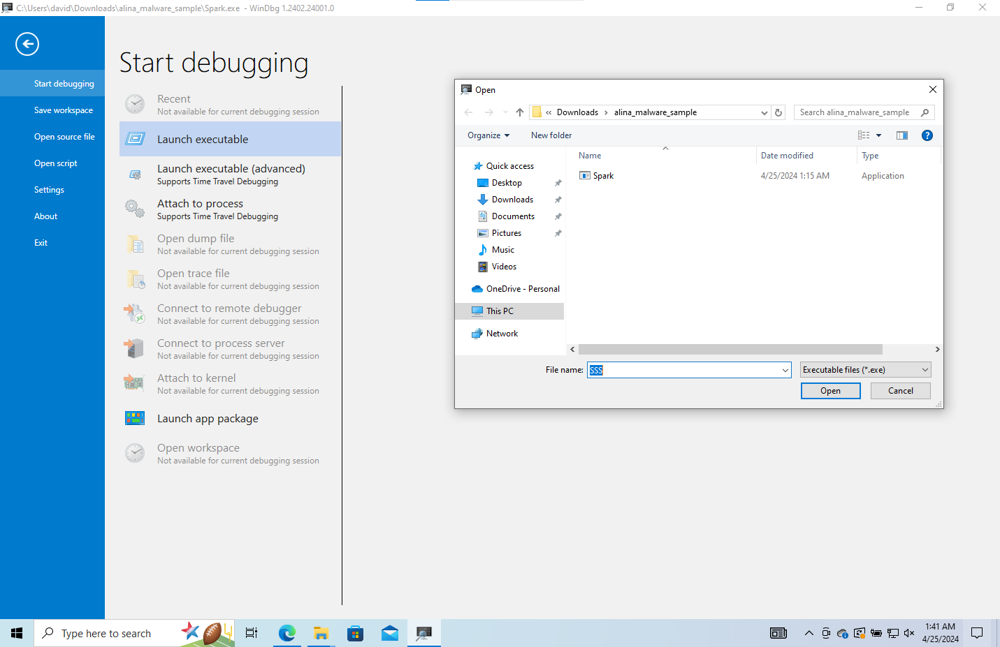 C:\Users\david\Downloads\alina_malware_sample\Spark.exe - WinDbg 1.2402.24001.0
Start debugging
Save workspace
Open source file
Open script
Settings
About
Exit
Start debugging
Recent
Not available for current debugging session
Launch executable
Launch executable (advanced)
Supports Time Travel Debugging
Attach to process
Supports Time Travel Debugging
Open dump file
Not available for current debugging session
Open trace file
Not available for current debugging session
Connect to remote debugger
Not available for current debugging session
Connect to process server
Not available for current debugging session
Attach to kernel
Not available for current debugging session
Launch app package
Open workspace
Not available for current debugging session
Open
« Downloads > alina_malware_sample
Search alina_malware_sample
Organize
New folder
Quick access
Desktop
Downloads
Documents
Pictures
Music
Videos
OneDrive - Personal
This PC
Network
Name Date modified Type
Spark 4/25/2024 1:15 AM Application
File name: SSS
Executable files (*.exe)
Open
Cancel
Type here to search
1:41 AM
4/25/2024